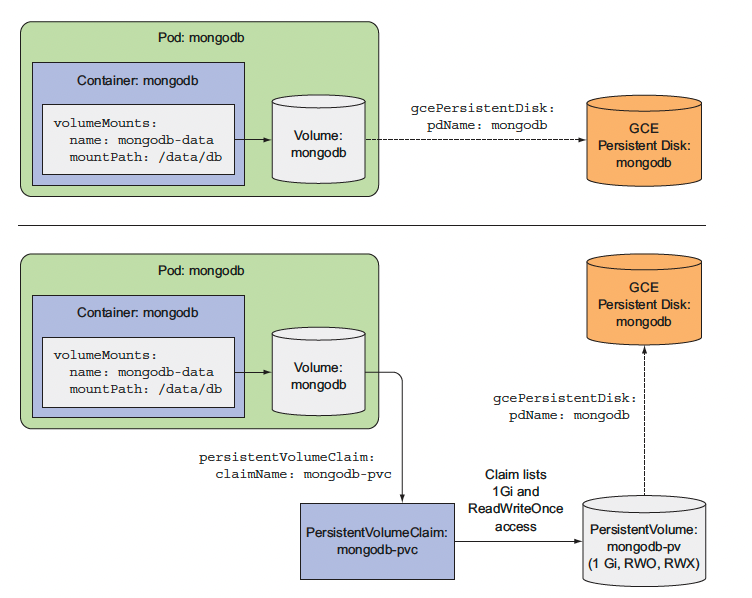 Pod: mongodb
Container: mongodb
volumeMounts:
name: mongodb-data
mountPath: /data/db
Volume:
mongodb
gcePersistentDisk:
pdName: mongodb
GCE
Persistent Disk:
mongodb
Pod: mongodb
Container: mongodb
volumeMounts:
name: mongodb-data
mountPath: /data/db
Volume:
mongodb
GCE
Persistent Disk:
mongodb
gcePersistentDisk:
pdName: mongodb
persistentVolumeClaim:
claimName: mongodb-pvc
PersistentVolumeClaim:
mongodb-pvc
Claim lists
1Gi and
ReadWriteOnce
access
PersistentVolume:
mongodb-pv
(1 Gi, RWO, RWX)